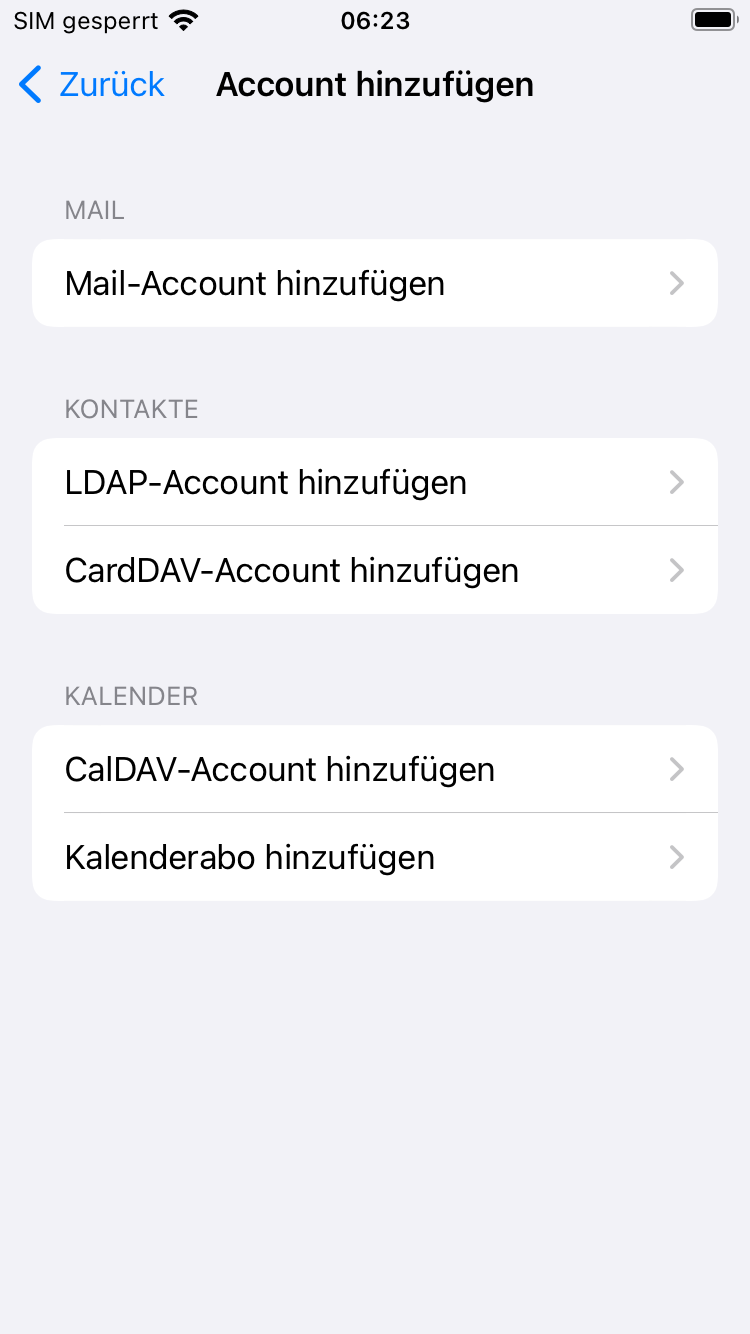 SIM gesperrt 06:23
Zurück Account hinzufügen
MAIL
Mail-Account hinzufügen
KONTAKTE
LDAP-Account hinzufügen
CardDAV-Account hinzufügen
KALENDER
CalDAV-Account hinzufügen
Kalenderabo hinzufügen